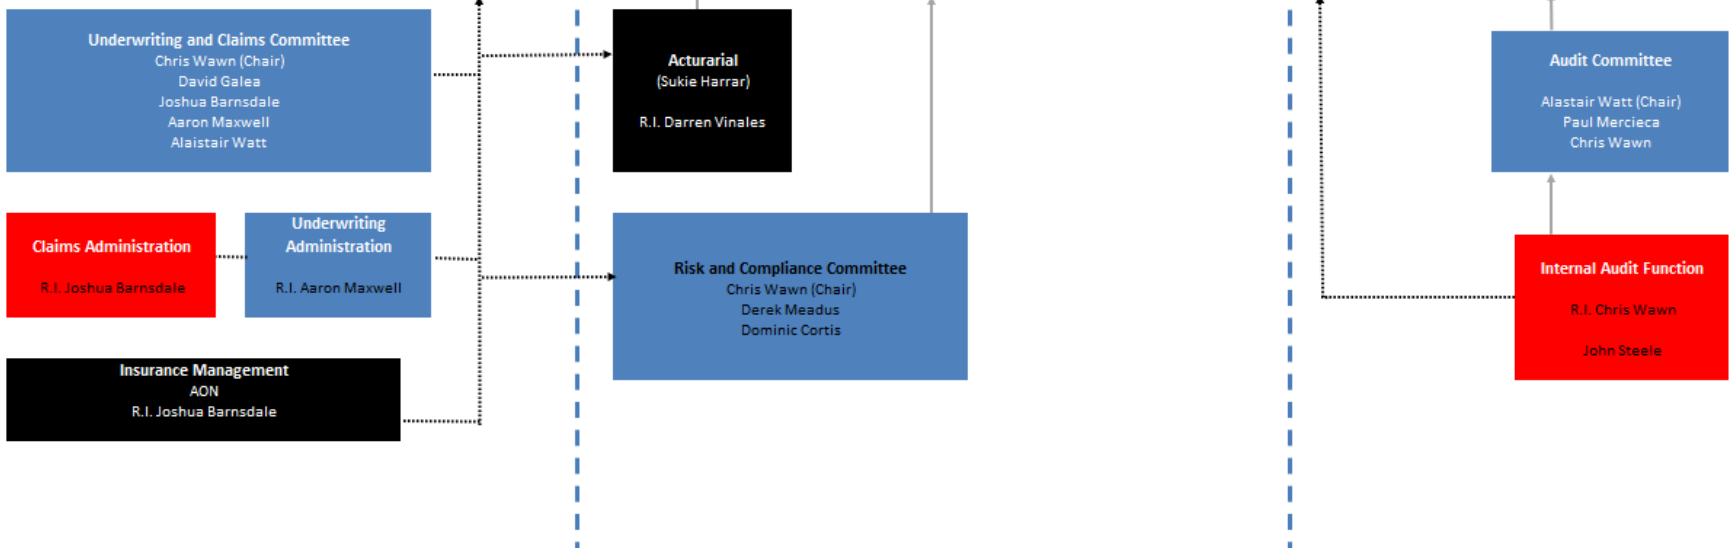 Underwriting and Claims Committee
Chris Wawn (Chair)
David Galea
Joshua Barnsdale
Aaron Maxwell
Alaistair Watt
Claims Administration
R.I. Joshua Barnsdale
Underwriting
Administration
R.I. Aaron Maxwell
Insurance Management
AON
R.I. Joshua Barnsdale
Acturarial
(Sukie Harrar)
R.I. Darren Vinales
Risk and Compliance Committee
Chris Wawn (Chair)
Derek Meadus
Dominic Cortis
Audit Committee
Alastair Watt (Chair)
Paul Mercieca
Chris Wawn
Internal Audit Function
R.I. Chris Wawn
John Steele